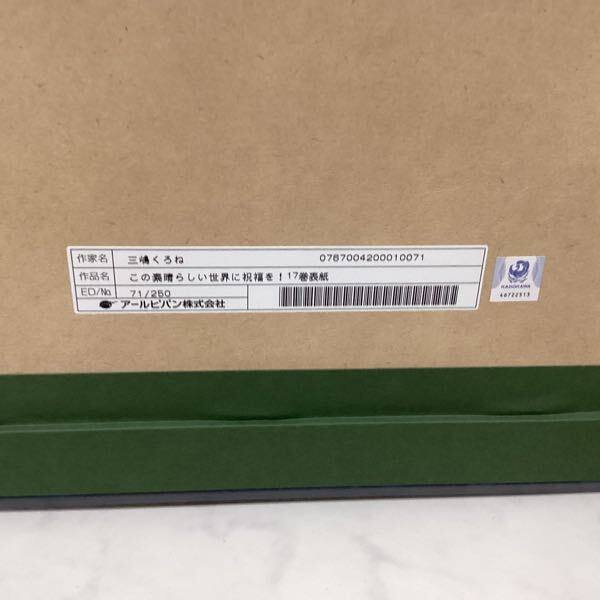 作家名 三嶋くろね 0767004200010071
作品名 この素晴らしい世界に祝福を！17巻表紙
ED/No 71/250
アールビバン株式会社
KADOKAWA
46722513